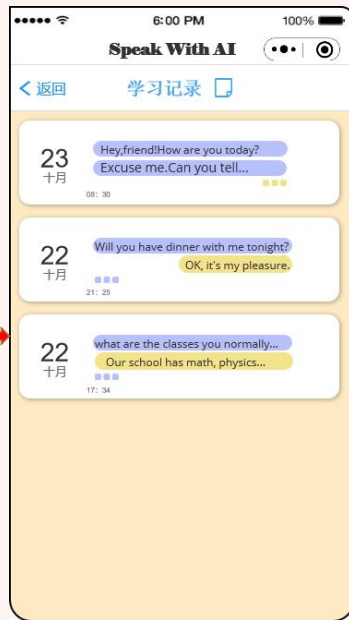 6:00 PM 100%
Speak With AI
返回 学习记录
23
十月
Hey,friend!How are you today?
Excuse me.Can you tell...
08: 30
22
十月
Will you have dinner with me tonight?
OK, it's my pleasure.
21: 25
22
十月
what are the classes you normally...
Our school has math, physics...
17: 34